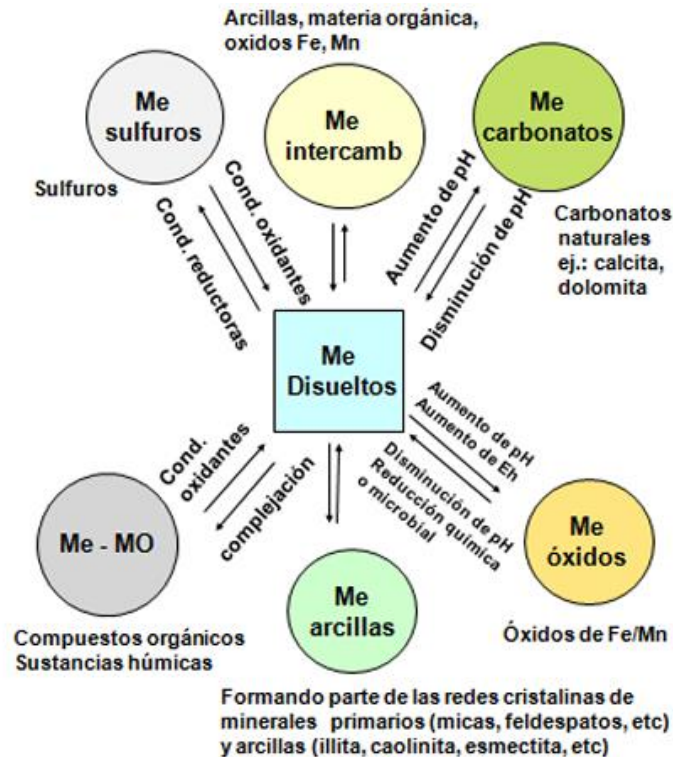 Arcillas, materia orgánica,
oxidos Fe, Mn
Me
sulfuros
Me
intercamb
Me
carbonatos
Sulfuros
Cond. oxidantes
Cond. reductoras
Aumento de pH
Disminución de pH
Carbonatos
naturales
ej.: calcita,
dolomita
Me
Disueltos
Aumento de pH
Aumento de Eh
Cond.
oxidantes
complejación
Disminución de pH
Reducción química
o microbial
Me - MO
Me
arcillas
Me
óxidos
Compuestos orgánicos
Sustancias húmicas
Óxidos de Fe/Mn
Formando parte de las redes cristalinas de
minerales primarios (micas, feldespatos, etc)
y arcillas (illita, caolinita, esmectita, etc)